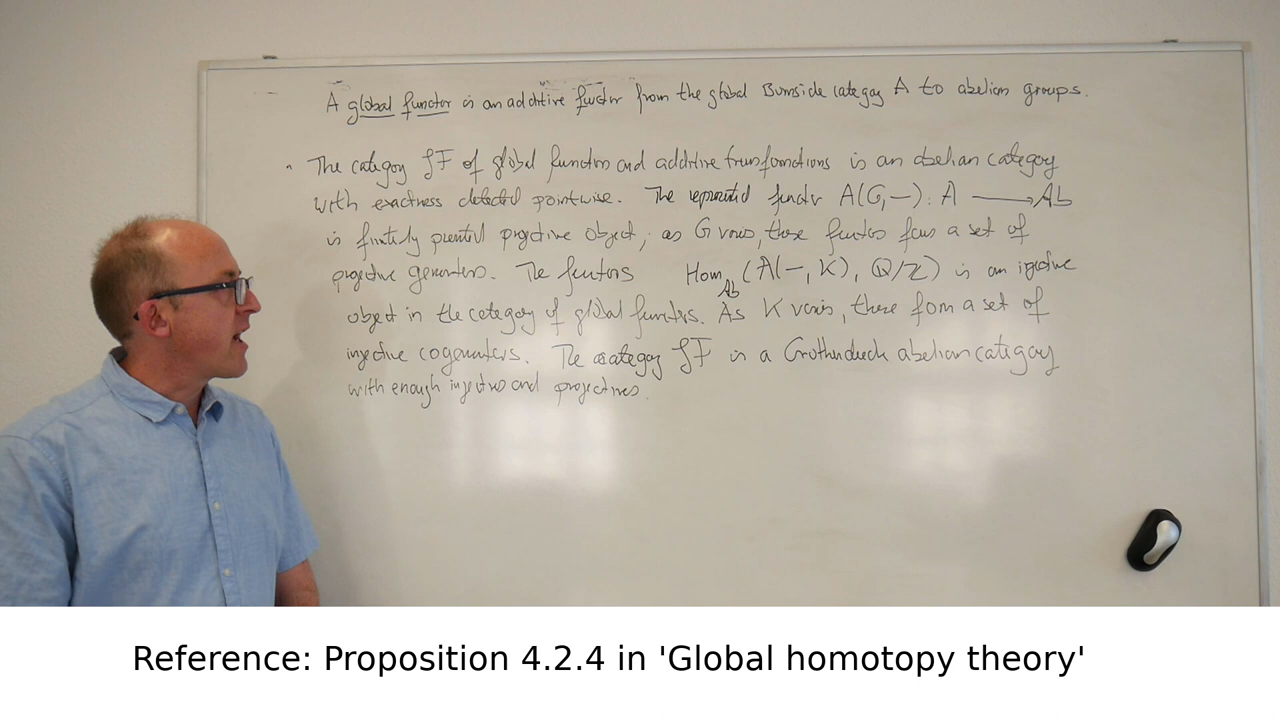 A global functor is an additive functor from the global Burnside category A to abelian groups.
The category GF of global functors and additive transformations is an abelian category
with exactness detected pointwise. The represented functor A(G,-): A ⟶ Ab
is finitely presented projective object; as G varies, these functors form a set of
projective generators. The functors Hom_Ab (A(-, K), Q/Z) is an injective
object in the category of global functors. As K varies, these form a set of
injective cogenerators. The category GF is a Grothendieck abelian category
with enough injectives and projectives.
Reference: Proposition 4.2.4 in 'Global homotopy theory'